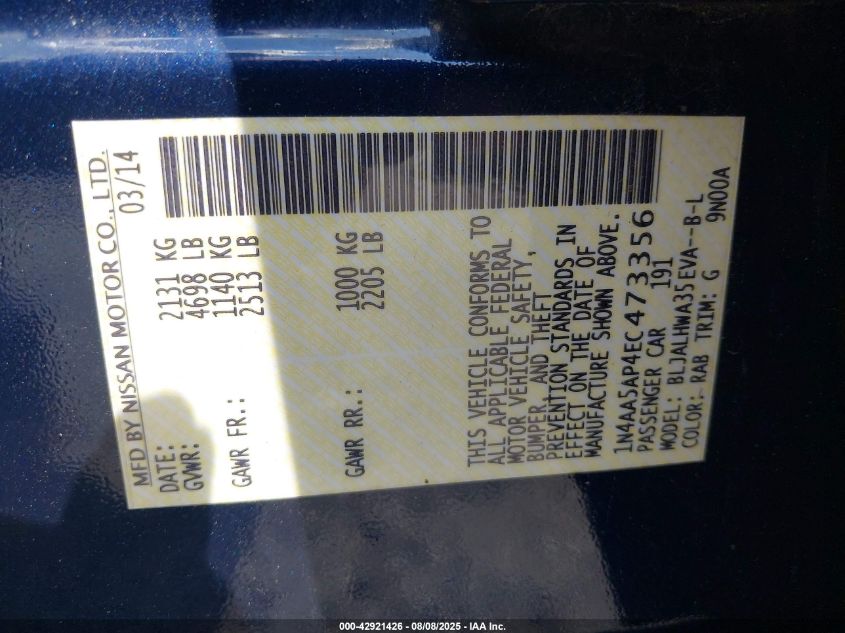 MFD BY NISSAN MOTOR CO., LTD.
DATE: 03/14
GVWR: 2131 KG
4698 LB
GAWR FR.: 1140 KG
2513 LB
GAWR RR.: 1000 KG
2205 LB
THIS VEHICLE CONFORMS TO
ALL APPLICABLE FEDERAL
MOTOR VEHICLE SAFETY,
BUMPER, AND THEFT
PREVENTION STANDARDS IN
EFFECT ON THE DATE OF
MANUFACTURE SHOWN ABOVE.
1N4AA5AP4EC473356
PASSENGER CAR 191
MODEL: BLJALHWA35EVA--B-L
COLOR: RAB TRIM: G 9N00A
000-42921426 - 08/08/2025 - IAA Inc.